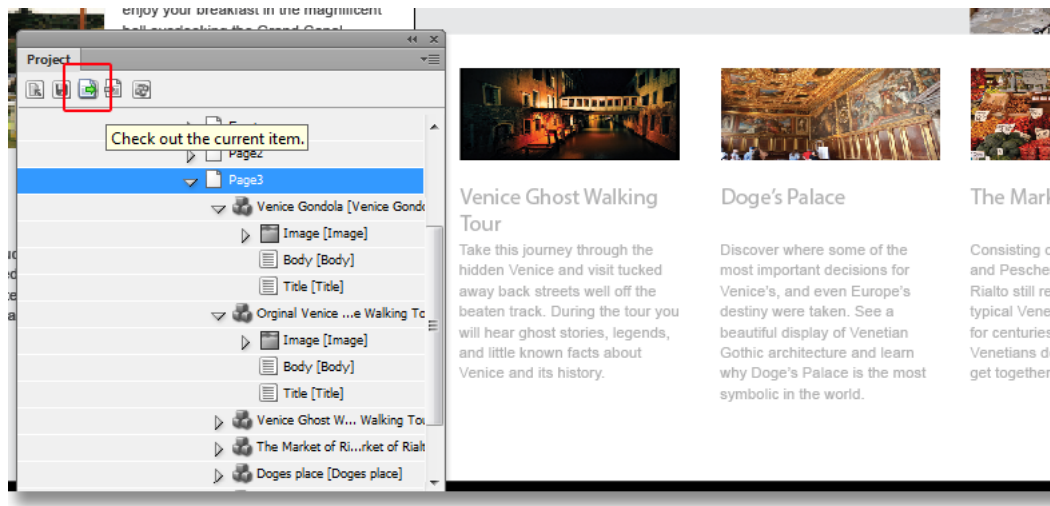 enjoy your breakfast in the magnificent
hall overlooking the Grand Canal
Project
Check out the current item.
Page2
Page3
Venice Gondola [Venice Gondo
Image [Image]
Body [Body]
Title [Title]
Orginal Venice ...e Walking To
Image [Image]
Body [Body]
Title [Title]
Venice Ghost W... Walking Tou
The Market of Ri...rket of Rialt
Doges place [Doges place]
Venice Ghost Walking
Tour
Take this journey through the
hidden Venice and visit tucked
away back streets well off the
beaten track. During the tour you
will hear ghost stories, legends,
and little known facts about
Venice and its history.
Doge's Palace
Discover where some of the
most important decisions for
Venice's, and even Europe's
destiny were taken. See a
beautiful display of Venetian
Gothic architecture and learn
why Doge's Palace is the most
symbolic in the world.
The Mark
Consisting o
and Pesche
Rialto still re
typical Vene
for centuries
Venetians d
get together